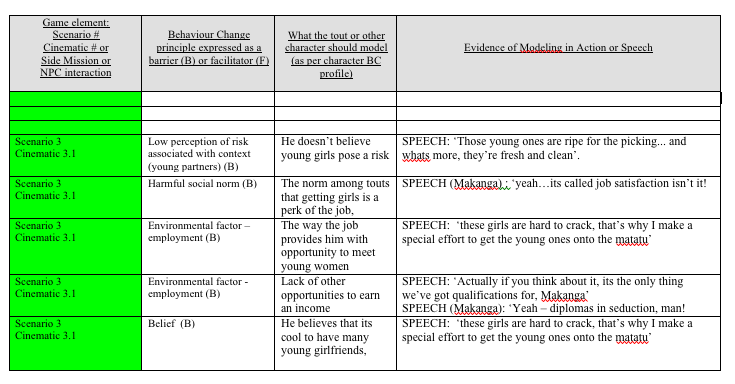 Game element:
Scenario #
Cinematic # or
Side Mission or
NPC interaction
Behaviour Change
principle expressed as a
barrier (B) or facilitator (F)
What the tout or other
character should model
(as per character BC
profile)
Evidence of Modeling in Action or Speech
Scenario 3
Cinematic 3.1
Low perception of risk
associated with context
(young partners) (B)
He doesn't believe
young girls pose a risk
SPEECH: 'Those young ones are ripe for the picking... and
whats more, they're fresh and clean'.
Scenario 3
Cinematic 3.1
Harmful social norm (B)
The norm among touts
that getting girls is a
perk of the job,
SPEECH (Makanga) : 'yeah…its called job satisfaction isn't it!
Scenario 3
Cinematic 3.1
Environmental factor –
employment (B)
The way the job
provides him with
opportunity to meet
young women
SPEECH: 'these girls are hard to crack, that's why I make a
special effort to get the young ones onto the matatu'
Scenario 3
Cinematic 3.1
Environmental factor -
employment (B)
Lack of other
opportunities to earn
an income
SPEECH: 'Actually if you think about it, its the only thing
we've got qualifications for, Makanga'
SPEECH (Makanga): 'Yeah – diplomas in seduction, man!
Scenario 3
Cinematic 3.1
Belief (B)
He believes that its
cool to have many
young girlfriends,
SPEECH: 'these girls are hard to crack, that's why I make a
special effort to get the young ones onto the matatu'